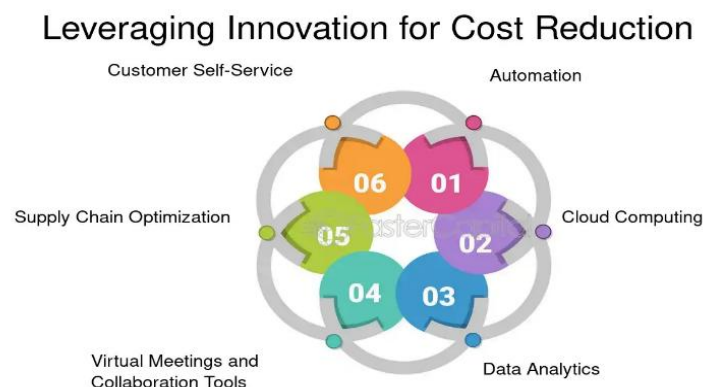 Leveraging Innovation for Cost Reduction
Customer Self-Service
Automation
06
01
Supply Chain Optimization
05
02
Cloud Computing
04
03
Virtual Meetings and
Collaboration Tools
Data Analytics